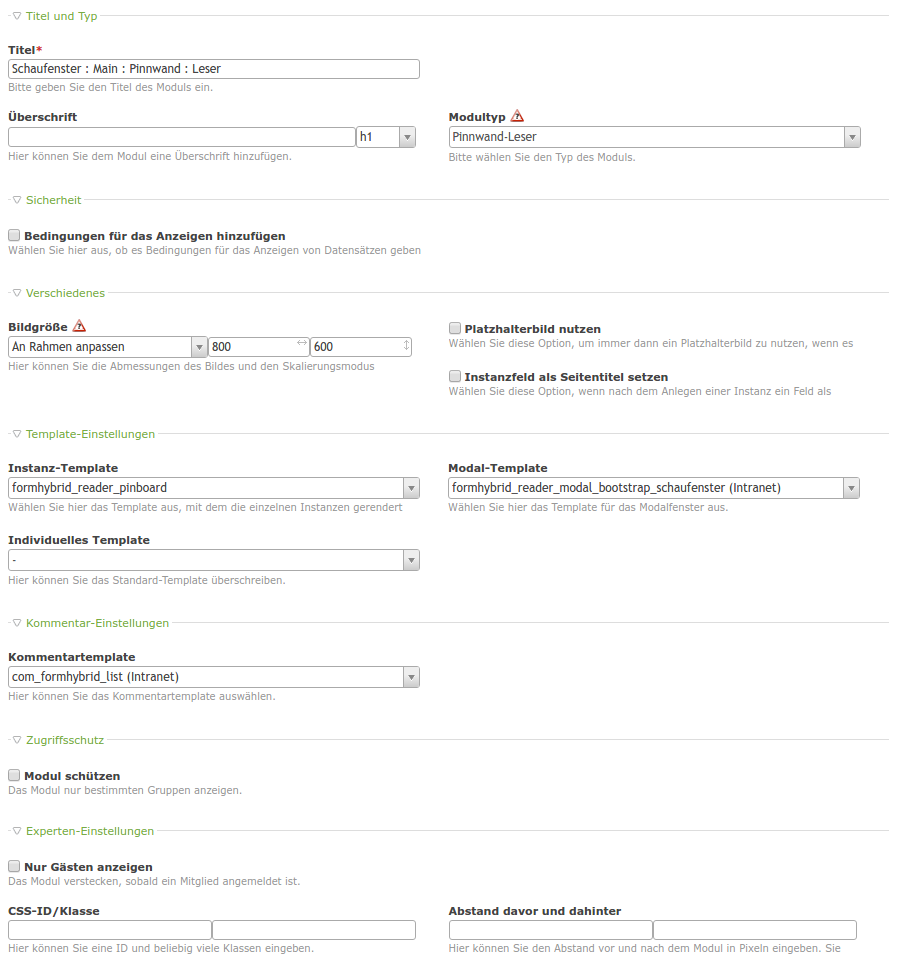 Titel und Typ
Titel*
Schaufenster : Main : Pinnwand : Leser
Bitte geben Sie den Titel des Moduls ein.
Überschrift
h1
Hier können Sie dem Modul eine Überschrift hinzufügen.
Modultyp
Pinnwand-Leser
Bitte wählen Sie den Typ des Moduls.
Sicherheit
Bedingungen für das Anzeigen hinzufügen
Wählen Sie hier aus, ob es Bedingungen für das Anzeigen von Datensätzen geben
Verschiedenes
Bildgröße
An Rahmen anpassen 800 600
Hier können Sie die Abmessungen des Bildes und den Skalierungsmodus
Platzhalterbild nutzen
Wählen Sie diese Option, um immer dann ein Platzhalterbild zu nutzen, wenn es
Instanzfeld als Seitentitel setzen
Wählen Sie diese Option, wenn nach dem Anlegen einer Instanz ein Feld als
Template-Einstellungen
Instanz-Template
formhybrid_reader_pinboard
Wählen Sie hier das Template aus, mit dem die einzelnen Instanzen gerendert
Modal-Template
formhybrid_reader_modal_bootstrap_schaufenster (Intranet)
Wählen Sie hier das Template für das Modalfenster aus.
Individuelles Template
-
Hier können Sie das Standard-Template überschreiben.
Kommentar-Einstellungen
Kommentartemplate
com_formhybrid_list (Intranet)
Hier können Sie das Kommentartemplate auswählen.
Zugriffsschutz
Modul schützen
Das Modul nur bestimmten Gruppen anzeigen.
Experten-Einstellungen
Nur Gästen anzeigen
Das Modul verstecken, sobald ein Mitglied angemeldet ist.
CSS-ID/Klasse
Hier können Sie eine ID und beliebig viele Klassen eingeben.
Abstand davor und dahinter
Hier können Sie den Abstand vor und nach dem Modul in Pixeln eingeben. Sie